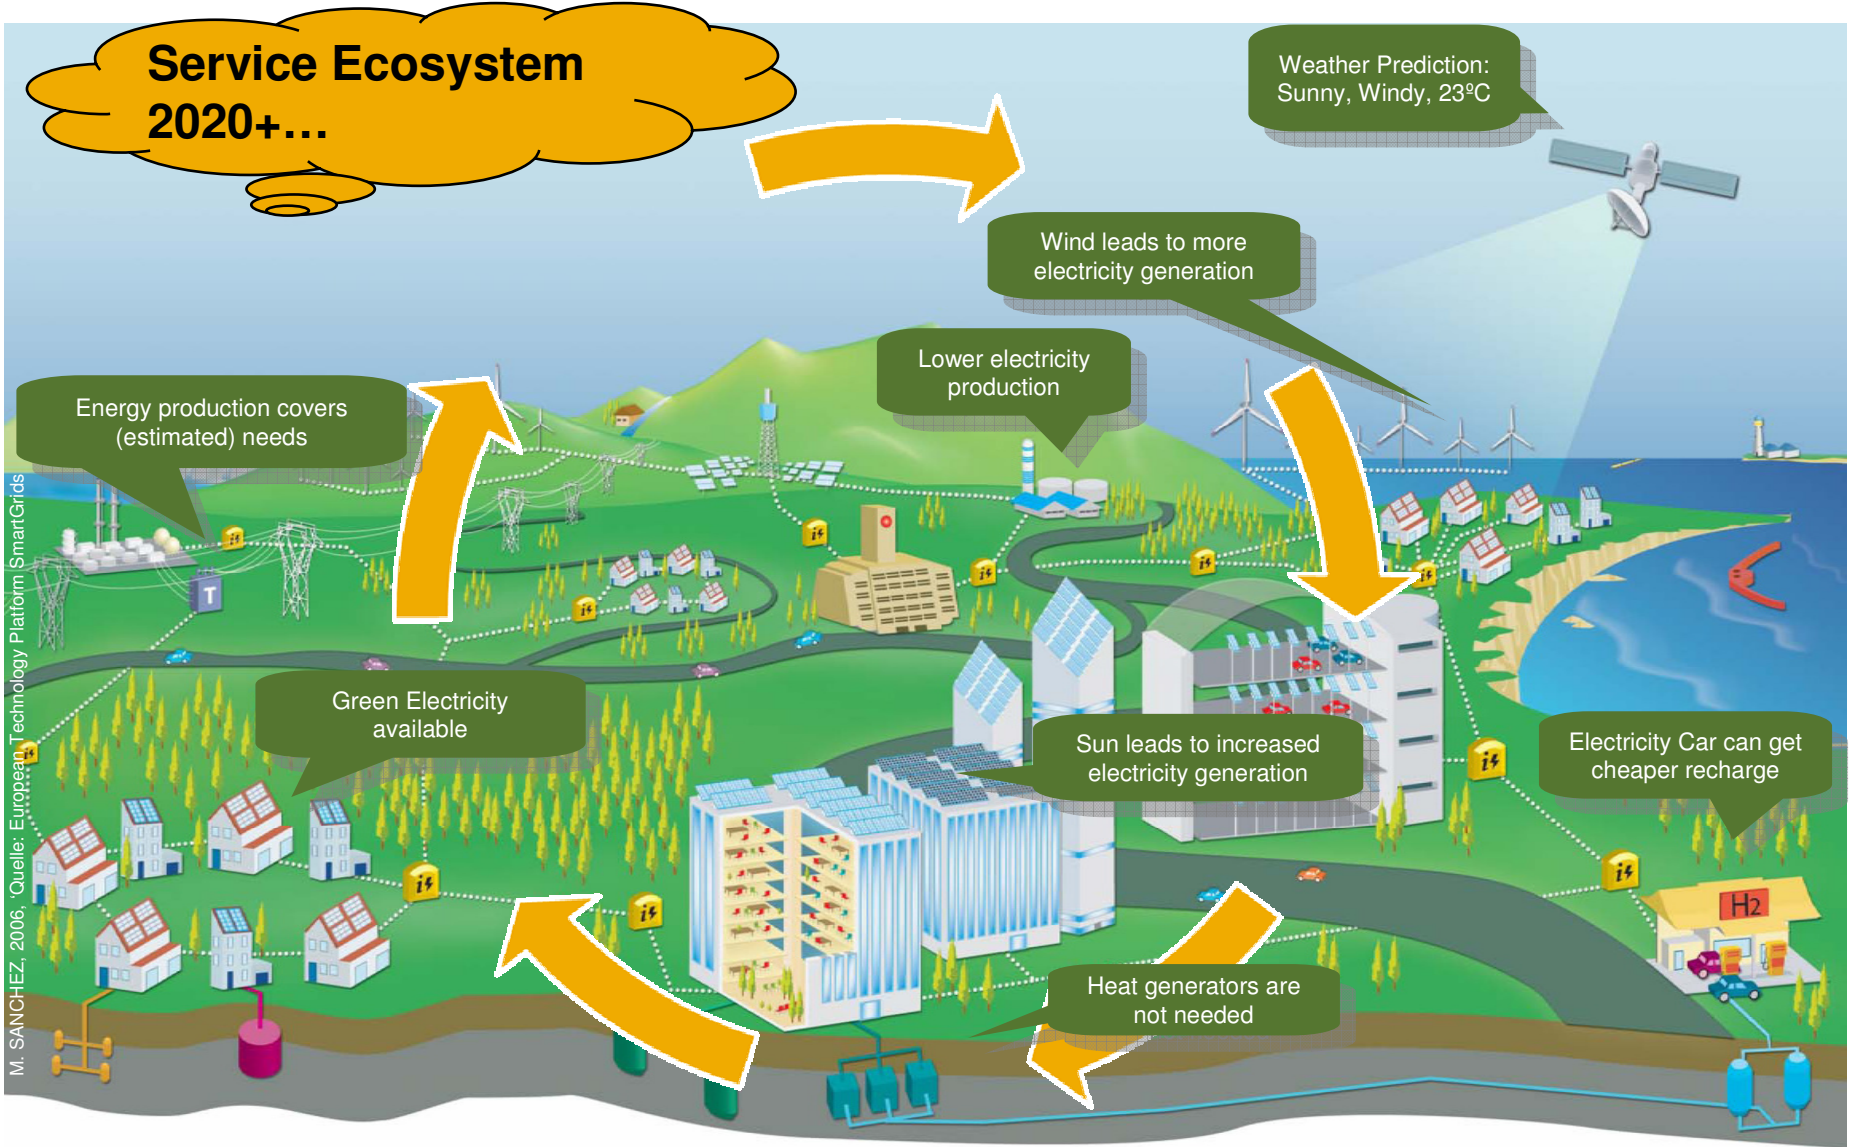 Service Ecosystem
2020+…
Weather Prediction:
Sunny, Windy, 23ºC
Wind leads to more
electricity generation
Lower electricity
production
Energy production covers
(estimated) needs
T
Green Electricity
available
Sun leads to increased
electricity generation
Electricity Car can get
cheaper recharge
H2
Heat generators are
not needed
M. SANCHEZ, 2006, ‘Quelle: European Technology Platform SmartGrids